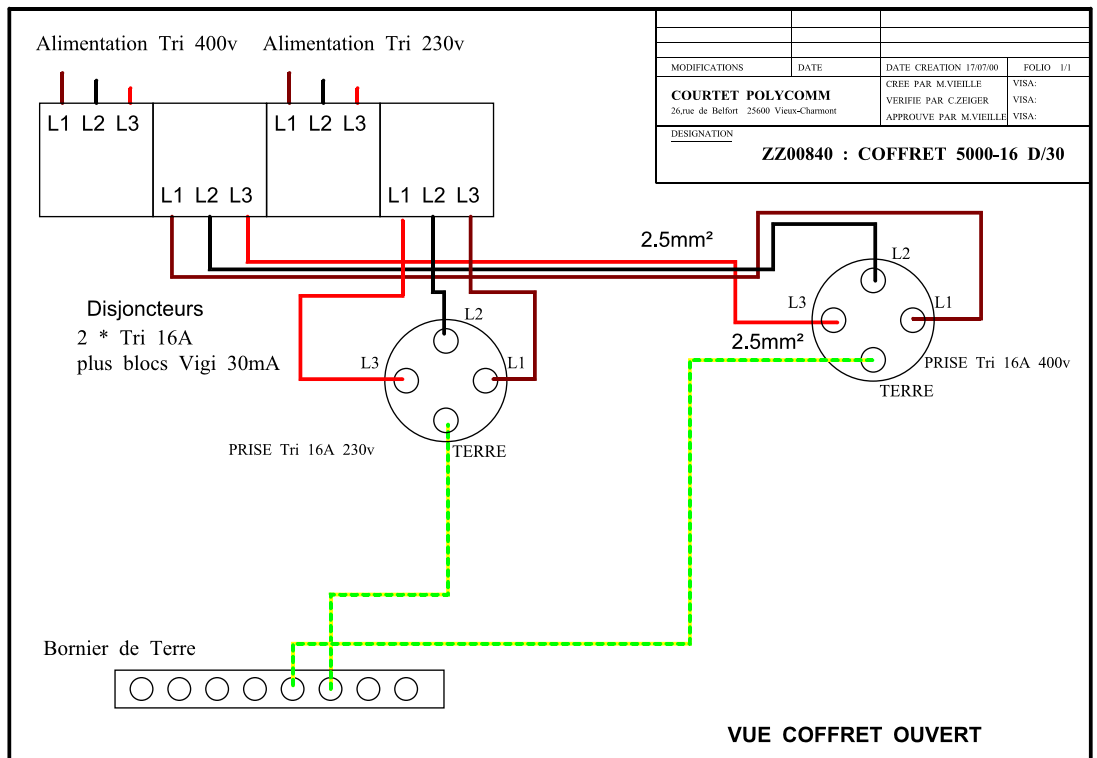 Alimentation Tri 400v
Alimentation Tri 230v
MODIFICATIONS
DATE
DATE CREATION 17/07/00
FOLIO 1/1
COURTET POLYCOMM
26,rue de Belfort 25600 Vieux-Charmont
CREE PAR M.VIEILLE
VISA:
VERIFIE PAR C.ZEIGER
VISA:
APPROUVE PAR M.VIEILLE
VISA:
DESIGNATION
ZZ00840 : COFFRET 5000-16 D/30
L1 L2 L3
L1 L2 L3
L1 L2 L3
L1 L2 L3
2.5mm²
L2
L3
L1
2.5mm²
PRISE Tri 16A 400v
TERRE
Disjoncteurs
2 * Tri 16A
plus blocs Vigi 30mA
L2
L3
L1
PRISE Tri 16A 230v
TERRE
Bornier de Terre
VUE COFFRET OUVERT